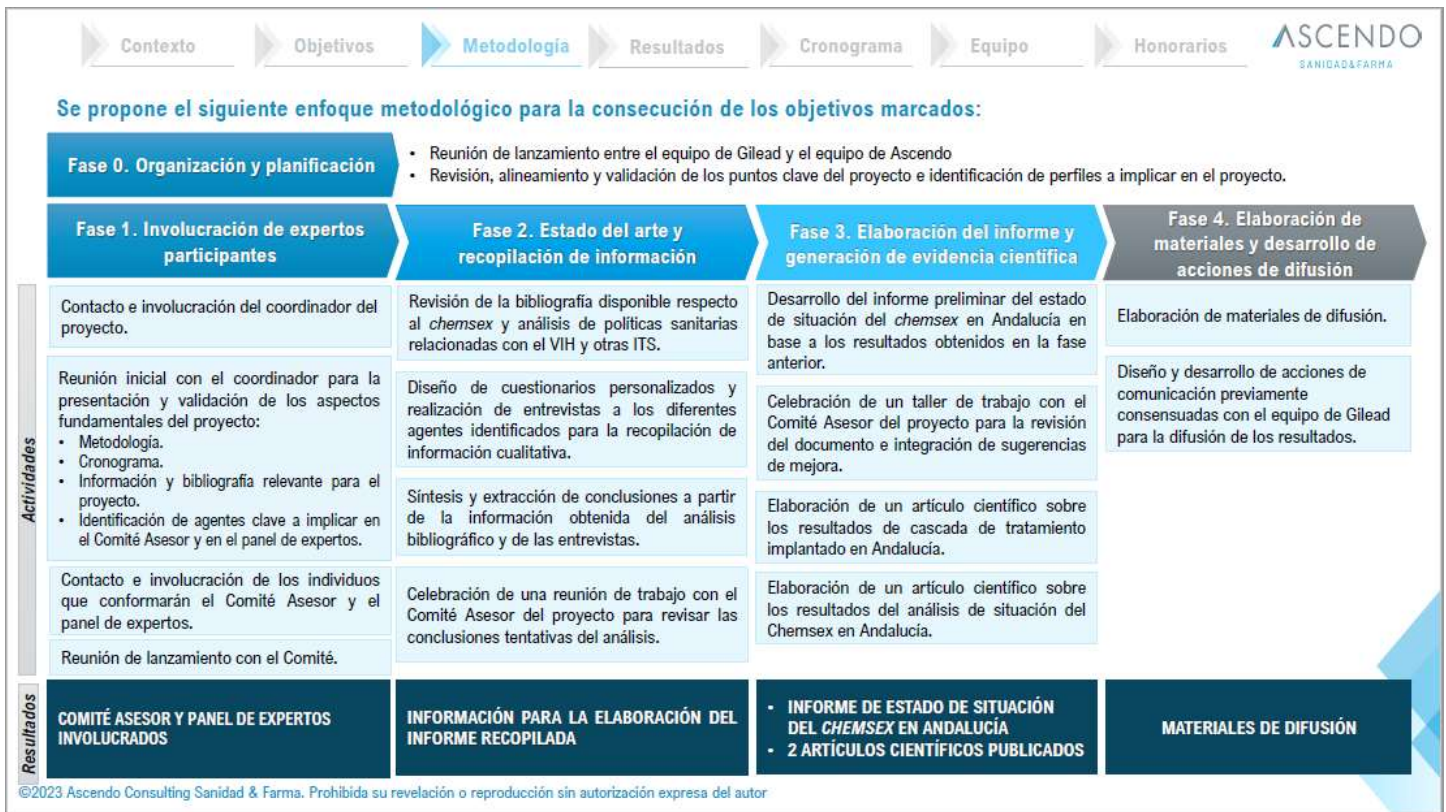 Contexto
Objetivos
Metodología
Resultados
Cronograma
Equipo
Honorarios
ASCENDO
SANIDAD&FARMA
Se propone el siguiente enfoque metodológico para la consecución de los objetivos marcados:
Fase 0. Organización y planificación
• Reunión de lanzamiento entre el equipo de Gilead y el equipo de Ascendo
• Revisión, alineamiento y validación de los puntos clave del proyecto e identificación de perfiles a implicar en el proyecto.
Fase 1. Involucración de expertos
participantes
Fase 2. Estado del arte y
recopilación de información
Fase 3. Elaboración del informe y
generación de evidencia científica
Fase 4. Elaboración de
materiales y desarrollo de
acciones de difusión
Actividades
Contacto e involucración del coordinador del
proyecto.
Reunión inicial con el coordinador para la
presentación y validación de los aspectos
fundamentales del proyecto:
• Metodología.
• Cronograma.
• Información y bibliografía relevante para el
proyecto.
• Identificación de agentes clave a implicar en
el Comité Asesor y en el panel de expertos.
Contacto e involucración de los individuos
que conformarán el Comité Asesor y el
panel de expertos.
Reunión de lanzamiento con el Comité.
Revisión de la bibliografía disponible respecto
al chemsex y análisis de políticas sanitarias
relacionadas con el VIH y otras ITS.
Diseño de cuestionarios personalizados y
realización de entrevistas a los diferentes
agentes identificados para la recopilación de
información cualitativa.
Síntesis y extracción de conclusiones a partir
de la información obtenida del análisis
bibliográfico y de las entrevistas.
Celebración de una reunión de trabajo con el
Comité Asesor del proyecto para revisar las
conclusiones tentativas del análisis.
Desarrollo del informe preliminar del estado
de situación del chemsex en Andalucía en
base a los resultados obtenidos en la fase
anterior.
Celebración de un taller de trabajo con el
Comité Asesor del proyecto para la revisión
del documento e integración de sugerencias
de mejora.
Elaboración de un artículo científico sobre
los resultados de cascada de tratamiento
implantado en Andalucía.
Elaboración de un artículo científico sobre
los resultados del análisis de situación del
Chemsex en Andalucía.
Elaboración de materiales de difusión.
Diseño y desarrollo de acciones de
comunicación previamente
consensuadas con el equipo de Gilead
para la difusión de los resultados.
Resultados
COMITÉ ASESOR Y PANEL DE EXPERTOS
INVOLUCRADOS
INFORMACIÓN PARA LA ELABORACIÓN DEL
INFORME RECOPILADA
• INFORME DE ESTADO DE SITUACIÓN
DEL CHEMSEX EN ANDALUCÍA
• 2 ARTÍCULOS CIENTÍFICOS PUBLICADOS
MATERIALES DE DIFUSIÓN
©2023 Ascendo Consulting Sanidad & Farma. Prohibida su revelación o reproducción sin autorización expresa del autor